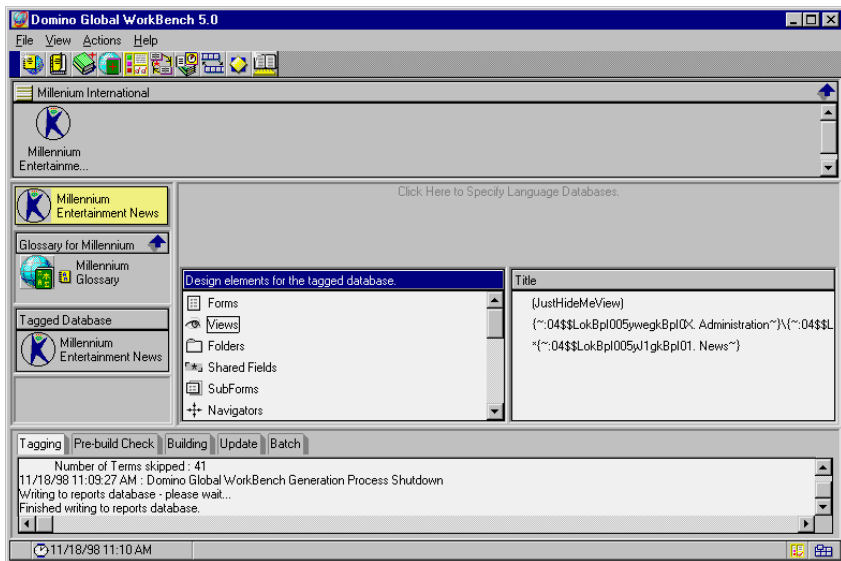 Domino Global WorkBench 5.0
File View Actions Help
Millenium International
Millennium
Entertainme...
Millennium
Entertainment News
Click Here to Specify Language Databases.
Glossary for Millennium
Millennium
Glossary
Tagged Database
Millennium
Entertainment News
Design elements for the tagged database.
Forms
Views
Folders
Shared Fields
SubForms
Navigators
Title
(JustHideMeView)
{~:04$$LokBpl005ywegkBpl0X. Administration~}\{~:04$$L
*{~:04$$LokBpl005yJ1gkBpl01. News~}
Tagging Pre-build Check Building Update Batch
Number of Terms skipped : 41
11/18/98 11:09:27 AM : Domino Global WorkBench Generation Process Shutdown
Writing to reports database - please wait...
Finished writing to reports database.
11/18/98 11:10 AM